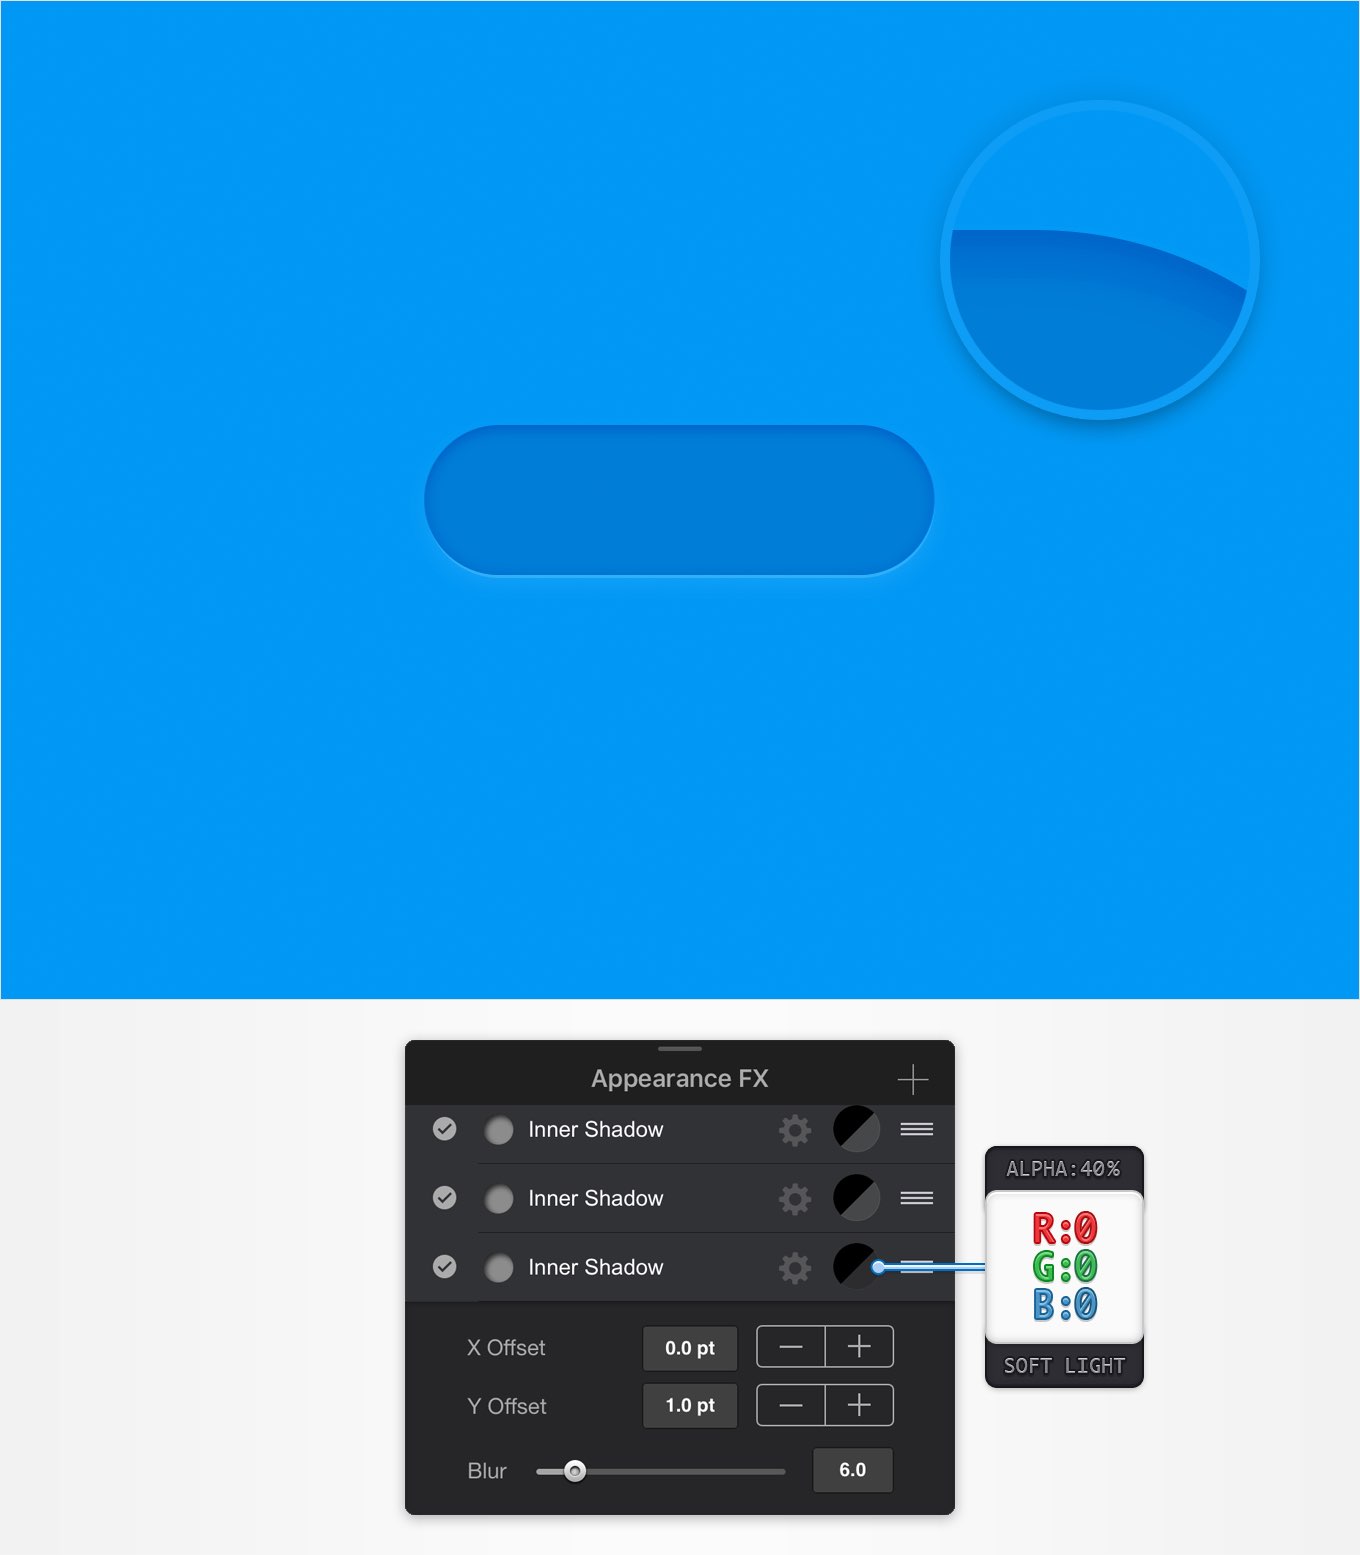 Appearance FX
Inner Shadow
Inner Shadow
Inner Shadow
X Offset 0.0 pt
Y Offset 1.0 pt
Blur 6.0
ALPHA:40%
R:0
G:0
B:0
SOFT LIGHT